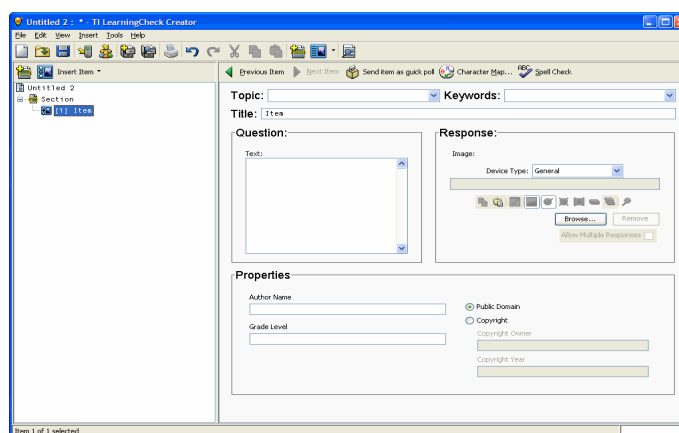 Untitled 2 : * - TI LearningCheck Creator
File Edit View Insert Tools Help
Insert Item
Previous Item Next Item Send item as quick poll Character Map... ABC Spell Check
Untitled 2
Section
[1] Item
Topic: Keywords:
Title: Item
Question:
Text:
Response:
Image:
Device Type: General
Browse... Remove
Allow Multiple Responses
Properties
Author Name
Grade Level
Public Domain
Copyright
Copyright Owner
Copyright Year
Item 1 of 1 selected